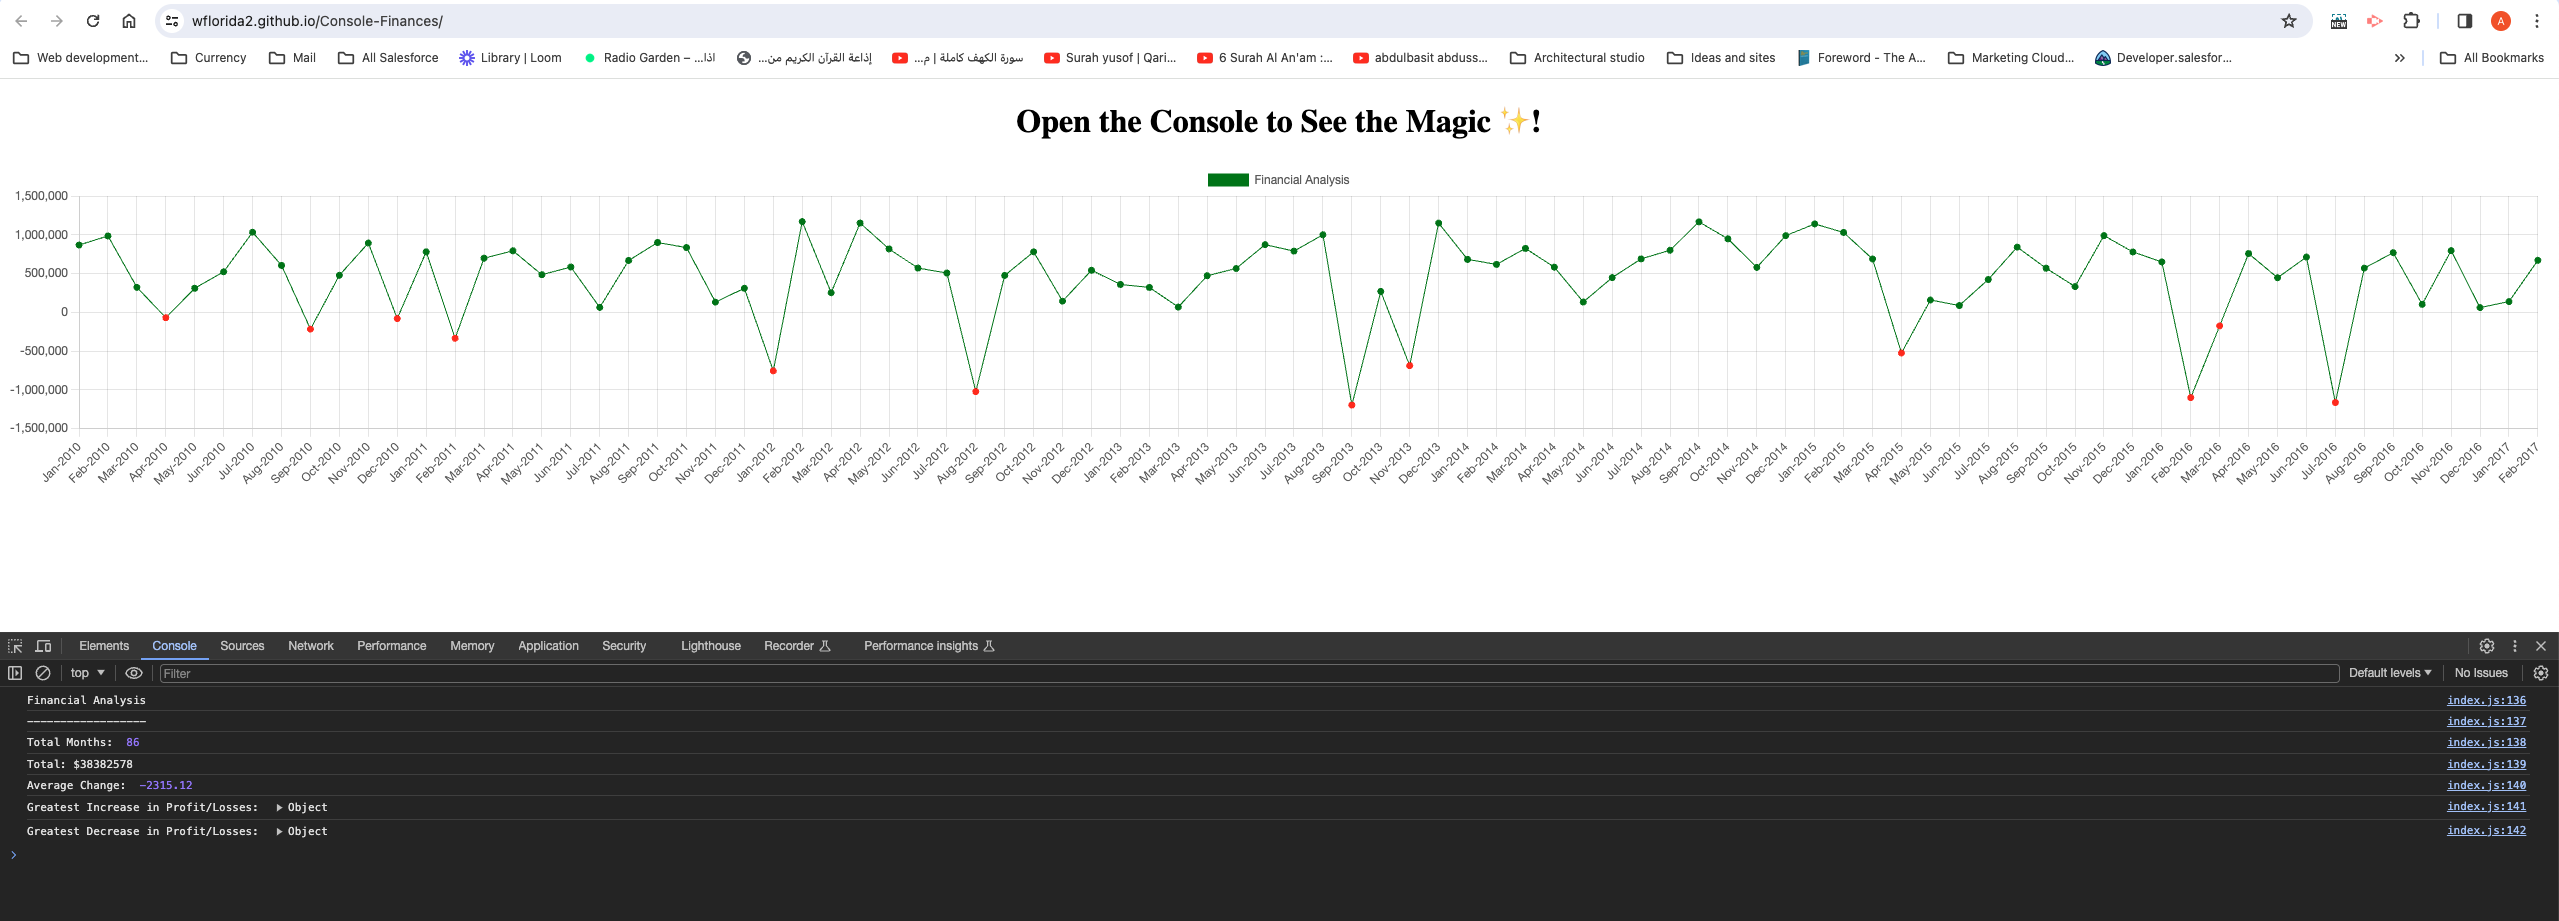 wflorida2.github.io/Console-Finances/
NEW
A
Web development...
Currency
Mail
All Salesforce
Library | Loom
Radio Garden – ...اذا
إذاعة القرآن الكريم من...
سورة الكهف كاملة | م...
Surah yusof | Qari...
6 Surah Al An'am :...
abdulbasit abduss...
Architectural studio
Ideas and sites
Foreword - The A...
Marketing Cloud...
Developer.salesfor...
»
All Bookmarks
Open the Console to See the Magic ✨!
Financial Analysis
1,500,000
1,000,000
500,000
0
-500,000
-1,000,000
-1,500,000
Jan-2010
Feb-2010
Mar-2010
Apr-2010
May-2010
Jun-2010
Jul-2010
Aug-2010
Sep-2010
Oct-2010
Nov-2010
Dec-2010
Jan-2011
Feb-2011
Mar-2011
Apr-2011
May-2011
Jun-2011
Jul-2011
Aug-2011
Sep-2011
Oct-2011
Nov-2011
Dec-2011
Jan-2012
Feb-2012
Mar-2012
Apr-2012
May-2012
Jun-2012
Jul-2012
Aug-2012
Sep-2012
Oct-2012
Nov-2012
Dec-2012
Jan-2013
Feb-2013
Mar-2013
Apr-2013
May-2013
Jun-2013
Jul-2013
Aug-2013
Sep-2013
Oct-2013
Nov-2013
Dec-2013
Jan-2014
Feb-2014
Mar-2014
Apr-2014
May-2014
Jun-2014
Jul-2014
Aug-2014
Sep-2014
Oct-2014
Nov-2014
Dec-2014
Jan-2015
Feb-2015
Mar-2015
Apr-2015
May-2015
Jun-2015
Jul-2015
Aug-2015
Sep-2015
Oct-2015
Nov-2015
Dec-2015
Jan-2016
Feb-2016
Mar-2016
Apr-2016
May-2016
Jun-2016
Jul-2016
Aug-2016
Sep-2016
Oct-2016
Nov-2016
Dec-2016
Jan-2017
Feb-2017
Elements
Console
Sources
Network
Performance
Memory
Application
Security
Lighthouse
Recorder
Performance insights
top
Filter
Default levels
No Issues
Financial Analysis index.js:136
------------------ index.js:137
Total Months: 86 index.js:138
Total: $38382578 index.js:139
Average Change: -2315.12 index.js:140
Greatest Increase in Profit/Losses: ▶ Object index.js:141
Greatest Decrease in Profit/Losses: ▶ Object index.js:142